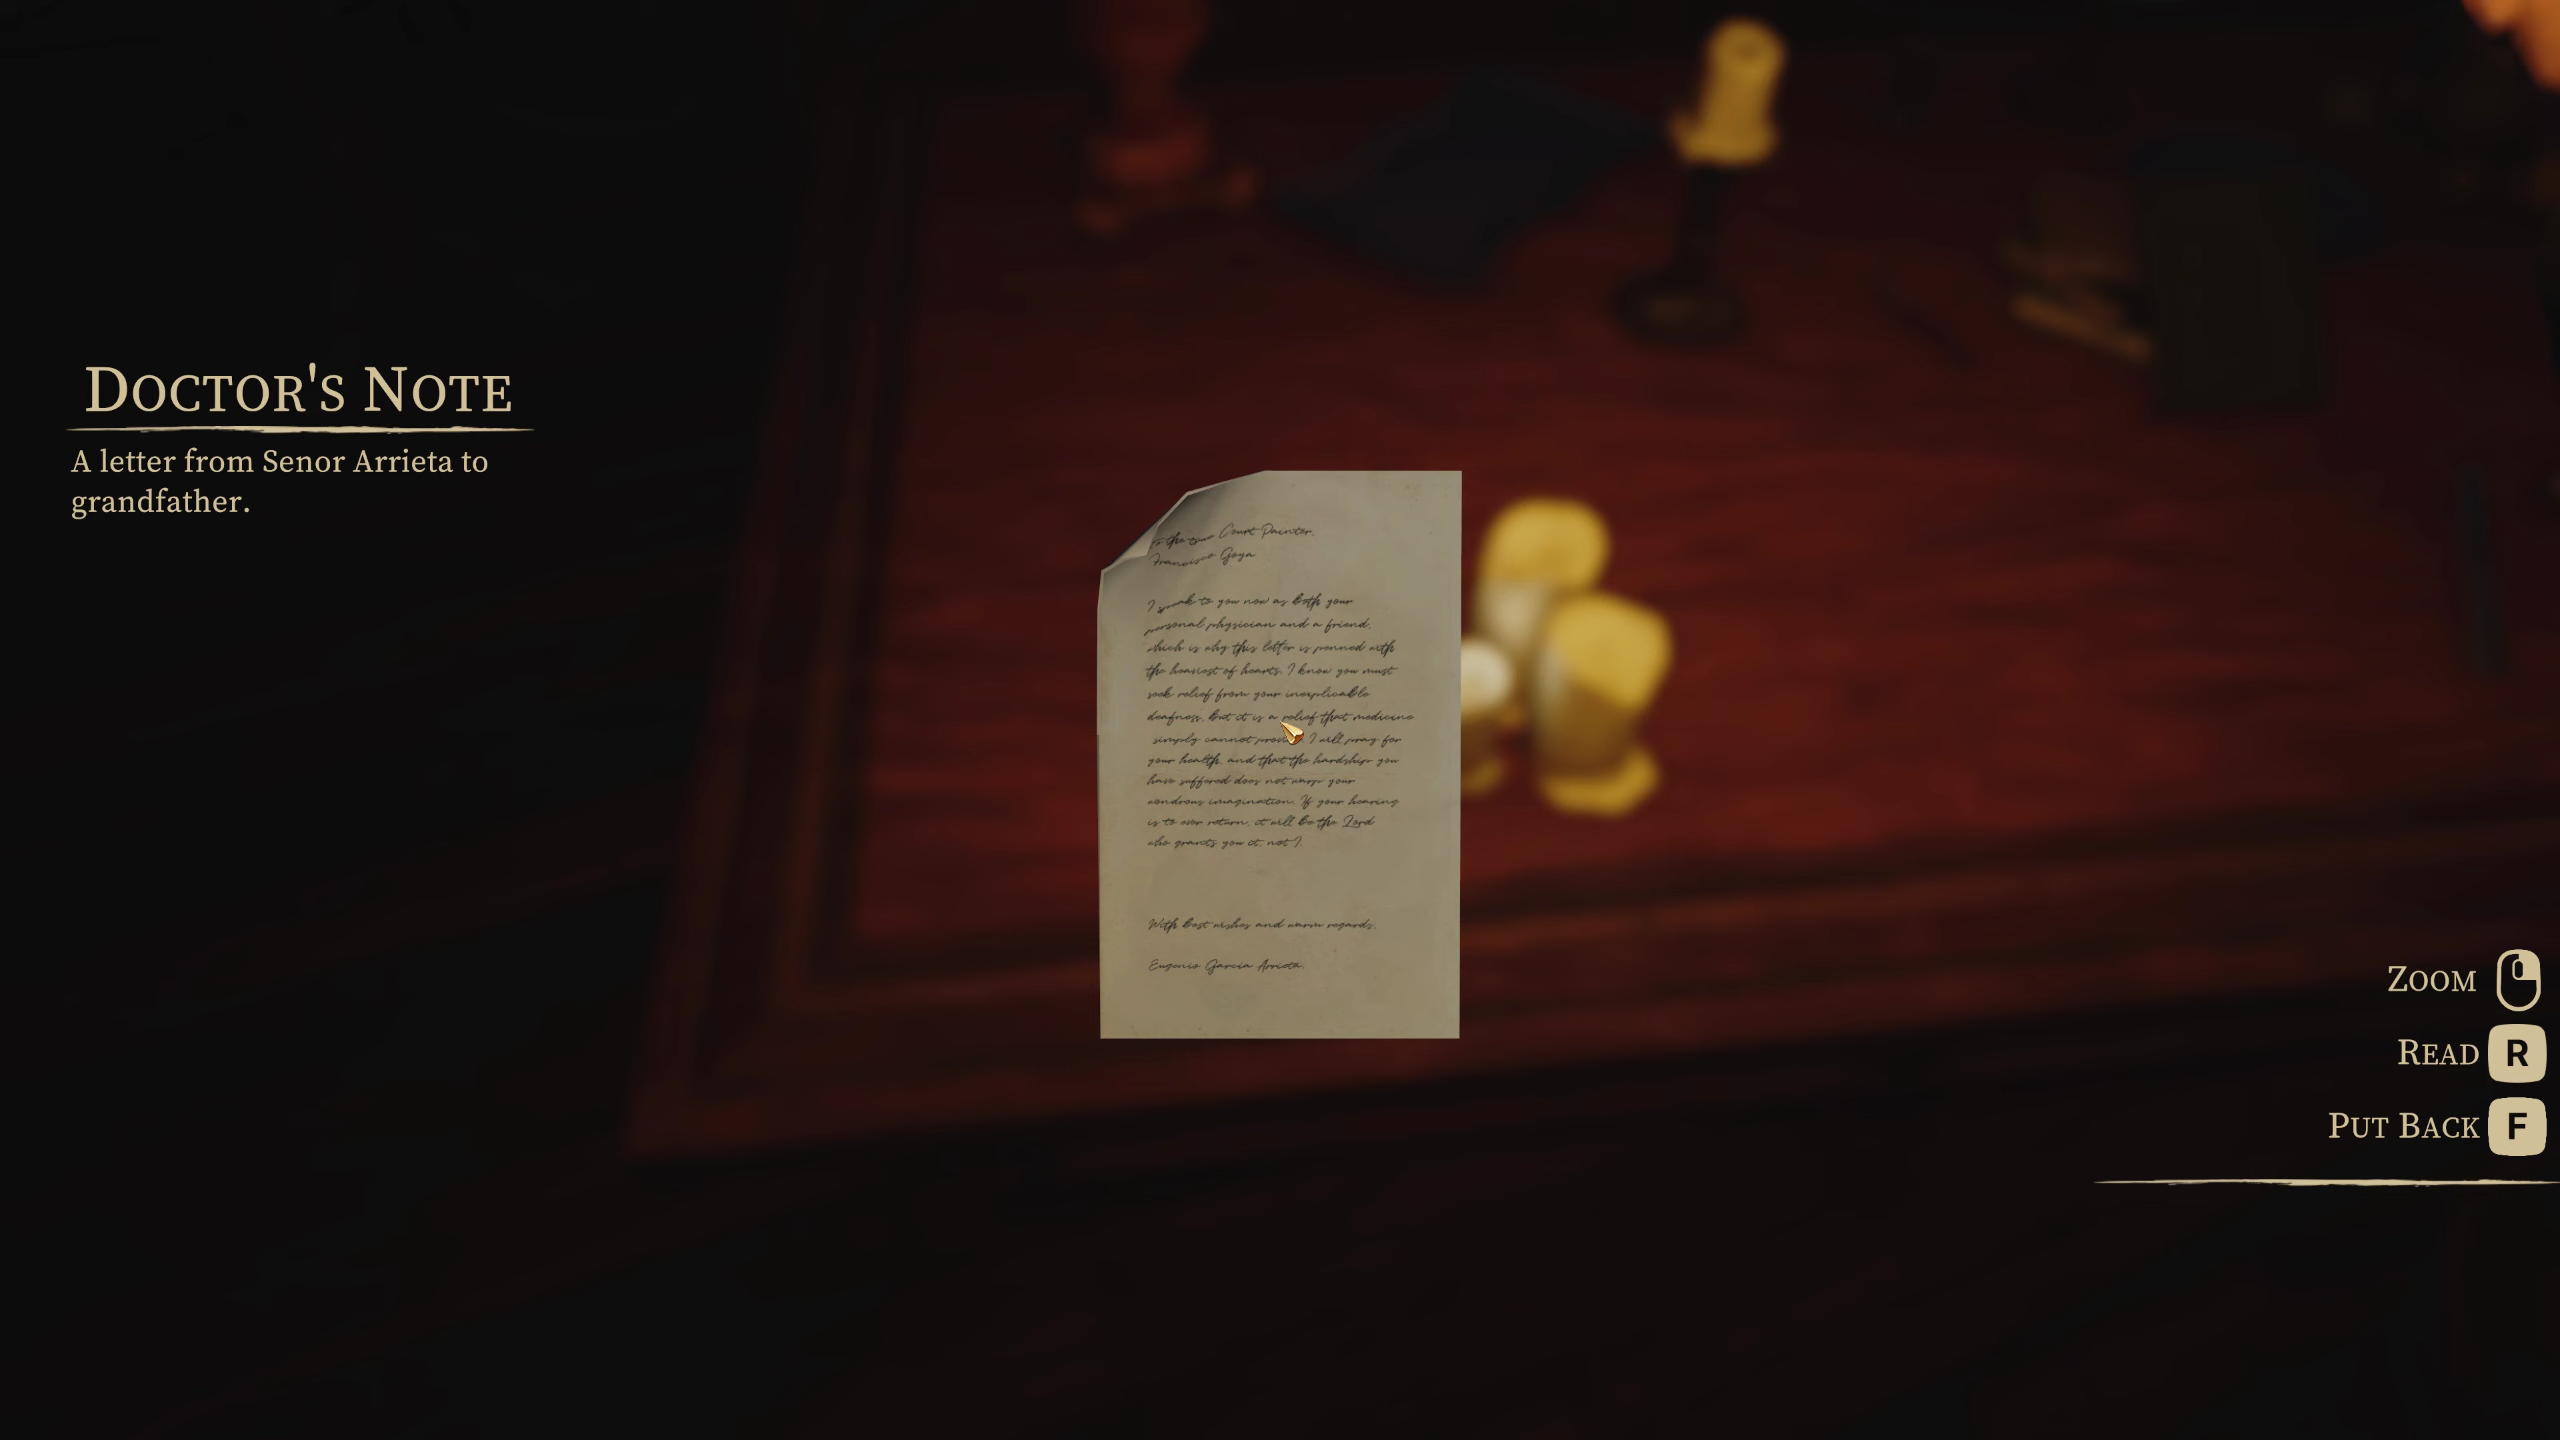 Doctor's Note
A letter from Senor Arrieta to
grandfather.
To the true Court Painter,
Francisco Goya
I speak to you now as both your
personal physician and a friend,
which is why this letter is penned with
the heaviest of hearts. I know you must
seek relief from your inexplicable
deafness, but it is a relief that medicine
simply cannot provide. I will pray for
your health, and that the hardship you
have suffered does not warp your
wondrous imagination. If your hearing
is to ever return, it will be the Lord
who grants you it, not I.
With best wishes and warm regards,
Eugenio Garcia Arrieta.
Zoom
Read R
Put Back F